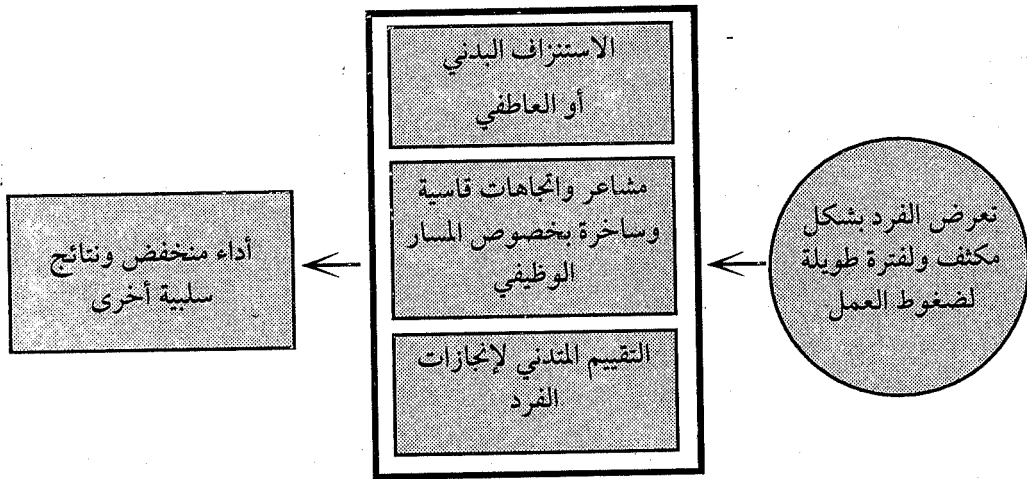 تعرض الفرد بشكل
مكثف ولفترة طويلة
لضغوط العمل
الاستنزاف البدني
أو العاطفي
مشاعر واتجاهات قاسية
وساخرة بخصوص المسار
الوظيفي
التقييم المتدني لإنجازات
الفرد
أداء منخفض ونتائج
سلبية أخرى